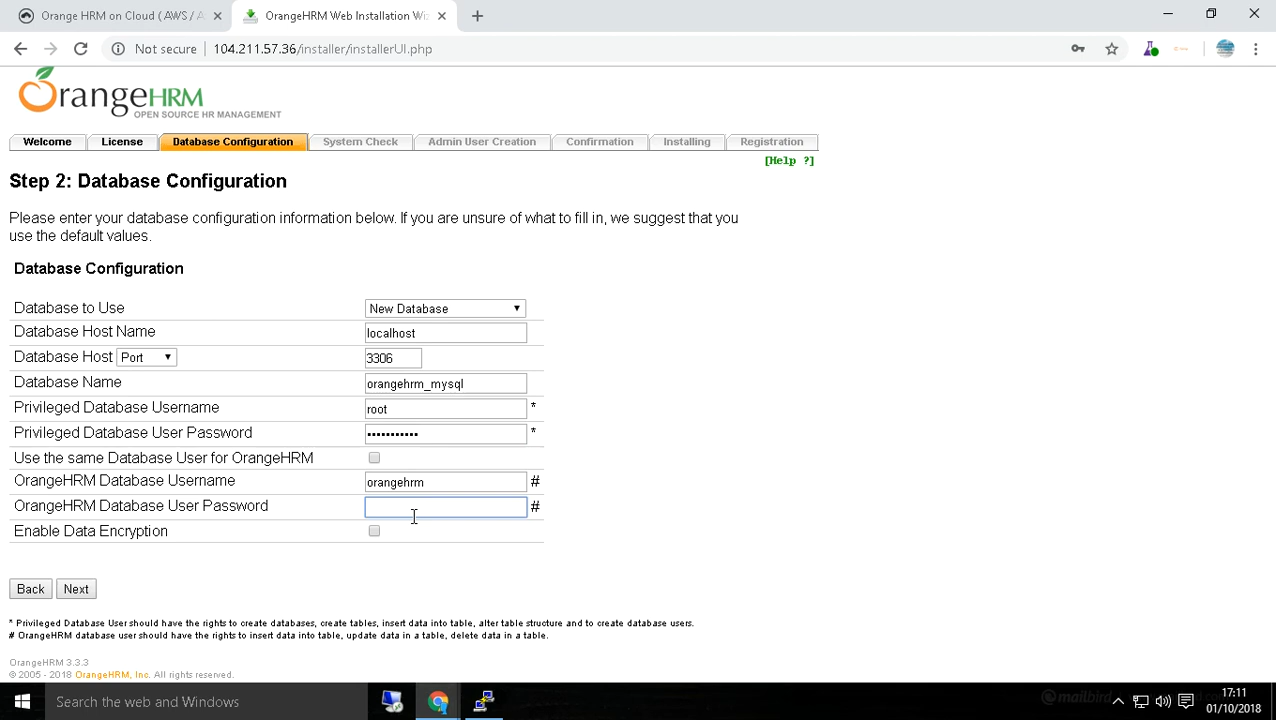 Orange HRM on Cloud ( AWS / A
OrangeHRM Web Installation Wi
Not secure
104.211.57.36/installer/installerUI.php
OrangeHRM
OPEN SOURCE HR MANAGEMENT
Welcome
License
Database Configuration
System Check
Admin User Creation
Confirmation
Installing
Registration
[Help ?]
Step 2: Database Configuration
Please enter your database configuration information below. If you are unsure of what to fill in, we suggest that you
use the default values.
Database Configuration
Database to Use
New Database
Database Host Name
localhost
Database Host
Port
3306
Database Name
orangehrm_mysql
Privileged Database Username
root
*
Privileged Database User Password
•••••••••••
*
Use the same Database User for OrangeHRM
OrangeHRM Database Username
orangehrm
#
OrangeHRM Database User Password
#
Enable Data Encryption
Back
Next
* Privileged Database User should have the rights to create databases, create tables, insert data into table, alter table structure and to create database users.
# OrangeHRM database user should have the rights to insert data into table, update data in a table, delete data in a table.
OrangeHRM 3.3.3
© 2005 - 2018 OrangeHRM, Inc. All rights reserved.
Search the web and Windows
mailbird
17:11
01/10/2018